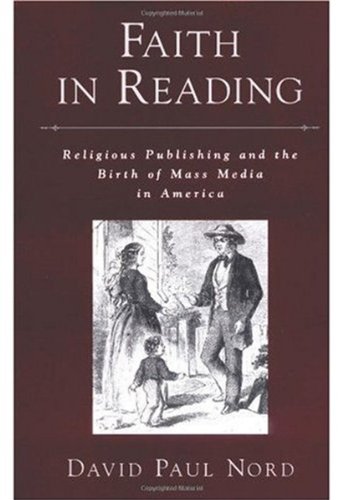 FAITH
IN READING
Religious Publishing and the
Birth of Mass Media
in America
DAVID PAUL NORD